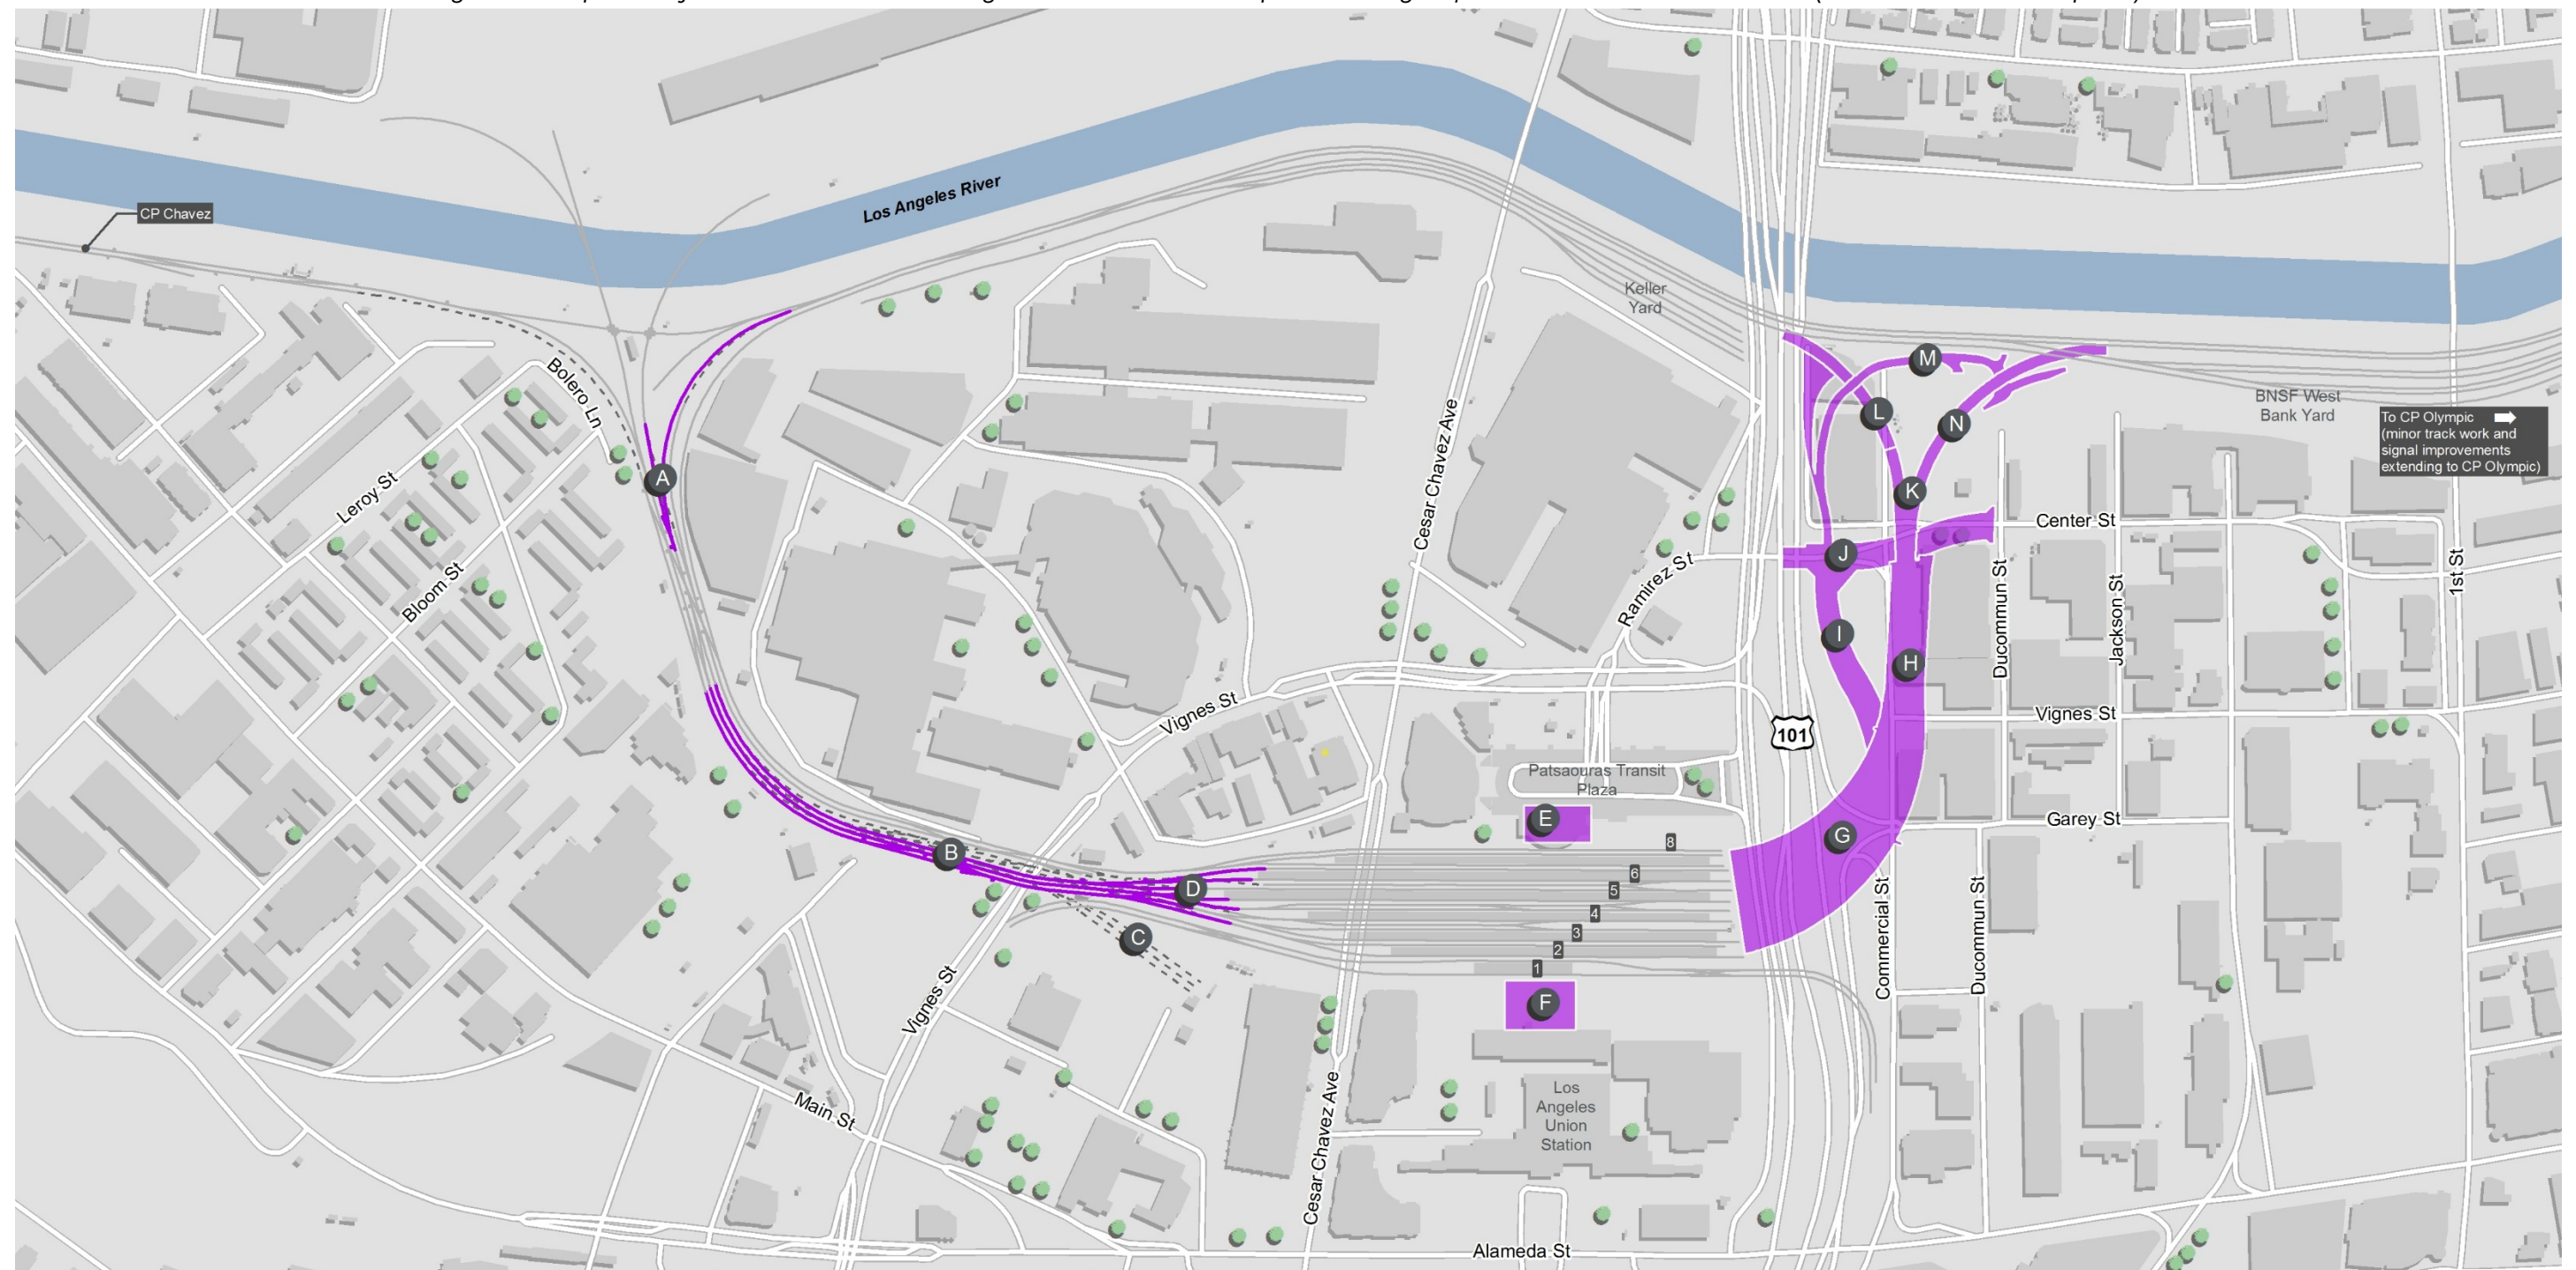 Los Angeles River
CP Chavez
Keller
Yard
BNSF West
Bank Yard
To CP Olympic
(minor track work and
signal improvements
extending to CP Olympic)
Bolero Ln
Leroy St
Bloom St
Cesar Chavez Ave
Ramirez St
Center St
1st St
Ducommun St
Jackson St
Vignes St
Vignes St
101
Patsaouras Transit
Plaza
Garey St
Commercial St
Ducommun St
Vignes St
Main St
Cesar Chavez Ave
Los
Angeles
Union
Station
Alameda St
A
B
C
D
E
F
G
H
I
J
K
L
M
N
8
6
5
4
3
2
1